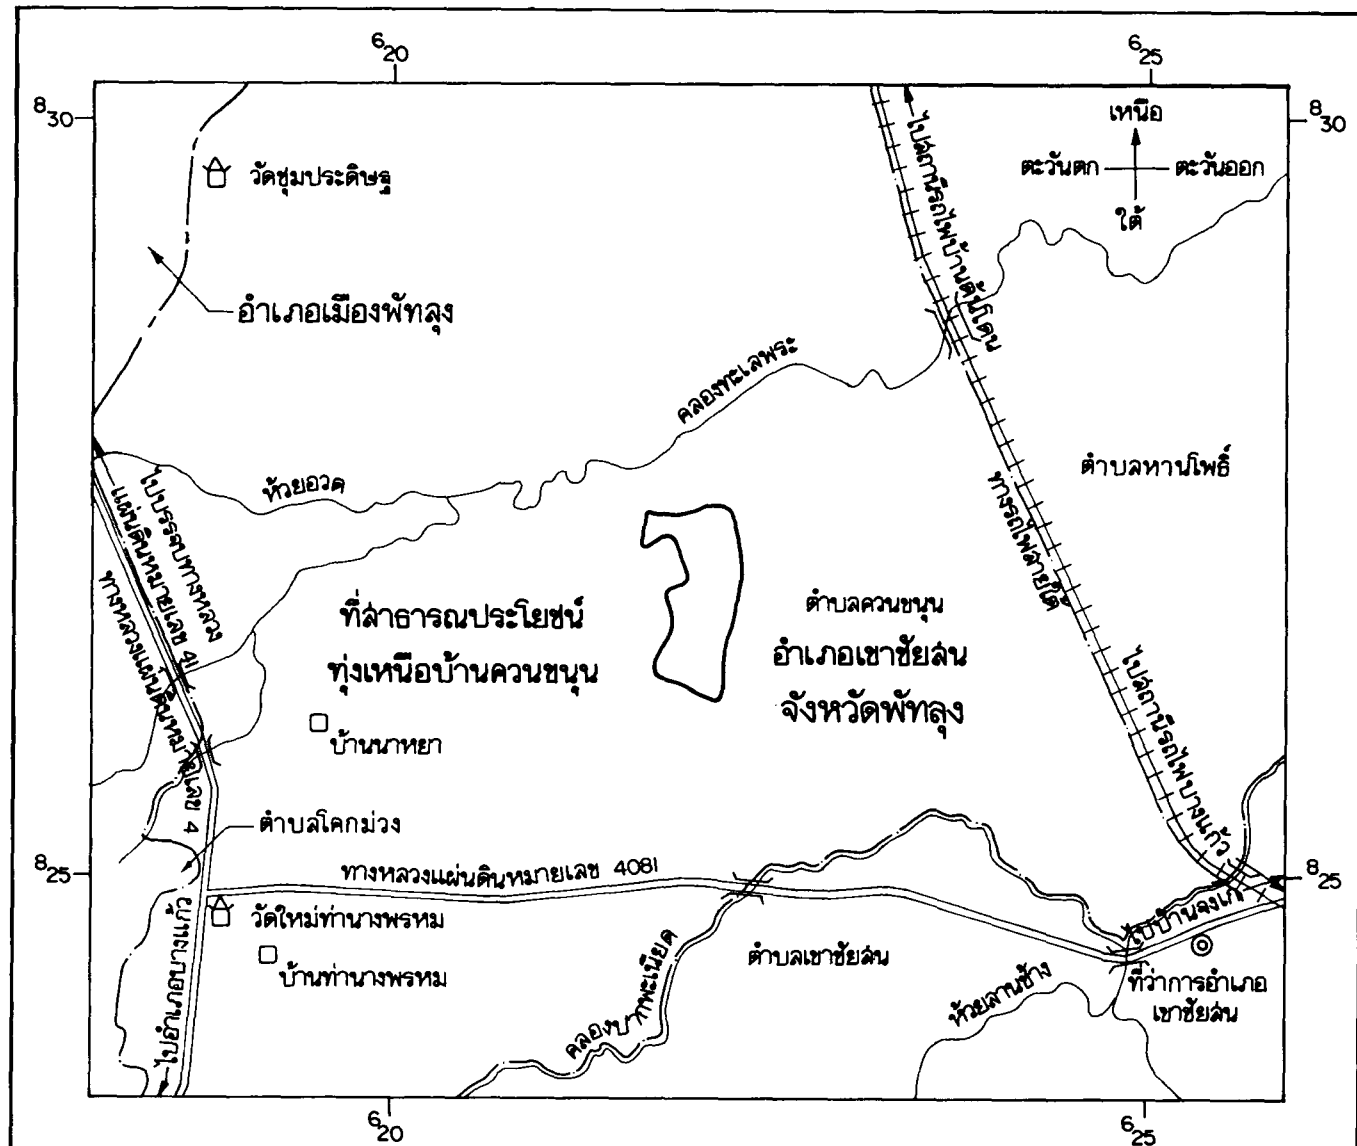 620
625
830
830
เหนือ
ตะวันตก
ตะวันออก
ใต้
วัดชุมประดิษฐ
ไปสถานีรถไฟบ้านต้นโดน
อำเภอเมืองพัทลุง
คลองทะเลพระ
ตำบลหานโพธิ์
ห้วยอวด
ไปบรรจบทางหลวง
แผ่นดินหมายเลข 41
ทางหลวงแผ่นดินหมายเลข 4
ทางรถไฟสายใต้
ที่สาธารณประโยชน์
ทุ่งเหนือบ้านควนขนุน
ตำบลควนขนุน
อำเภอเขาชัยสน
จังหวัดพัทลุง
บ้านนาหยา
ไปสถานีรถไฟบางแก้ว
ตำบลโคกม่วง
825
825
ทางหลวงแผ่นดินหมายเลข 4081
วัดใหม่ท่านางพรหม
ไปบ้านจงเก
บ้านท่านางพรหม
ไปอำเภอบางแก้ว
คลองบากพะเนียด
ตำบลเขาชัยสน
ห้วยลานช้าง
ที่ว่าการอำเภอ
เขาชัยสน
620
625